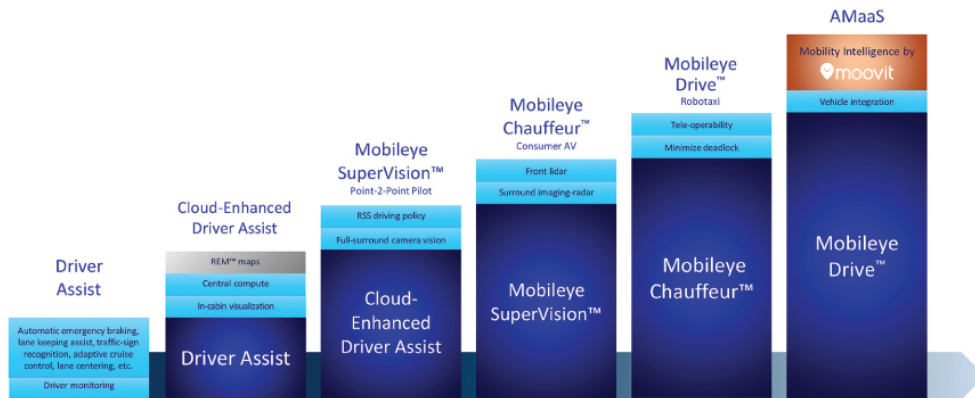 Driver
Assist
Automatic emergency braking,
lane keeping assist, traffic-sign
recognition, adaptive cruise
control, lane centering, etc.
Driver monitoring
Cloud-Enhanced
Driver Assist
REM™ maps
Central compute
In-cabin visualization
Driver Assist
Mobileye
SuperVision™
Point-2-Point Pilot
RSS driving policy
Full-surround camera vision
Cloud-
Enhanced
Driver Assist
Mobileye
Chauffeur™
Consumer AV
Front lidar
Surround imaging-radar
Mobileye
SuperVision™
Mobileye
Drive™
Robotaxi
Tele-operability
Minimize deadlock
Mobileye
Chauffeur™
AMaaS
Mobility Intelligence by
moovit
Vehicle integration
Mobileye
Drive™